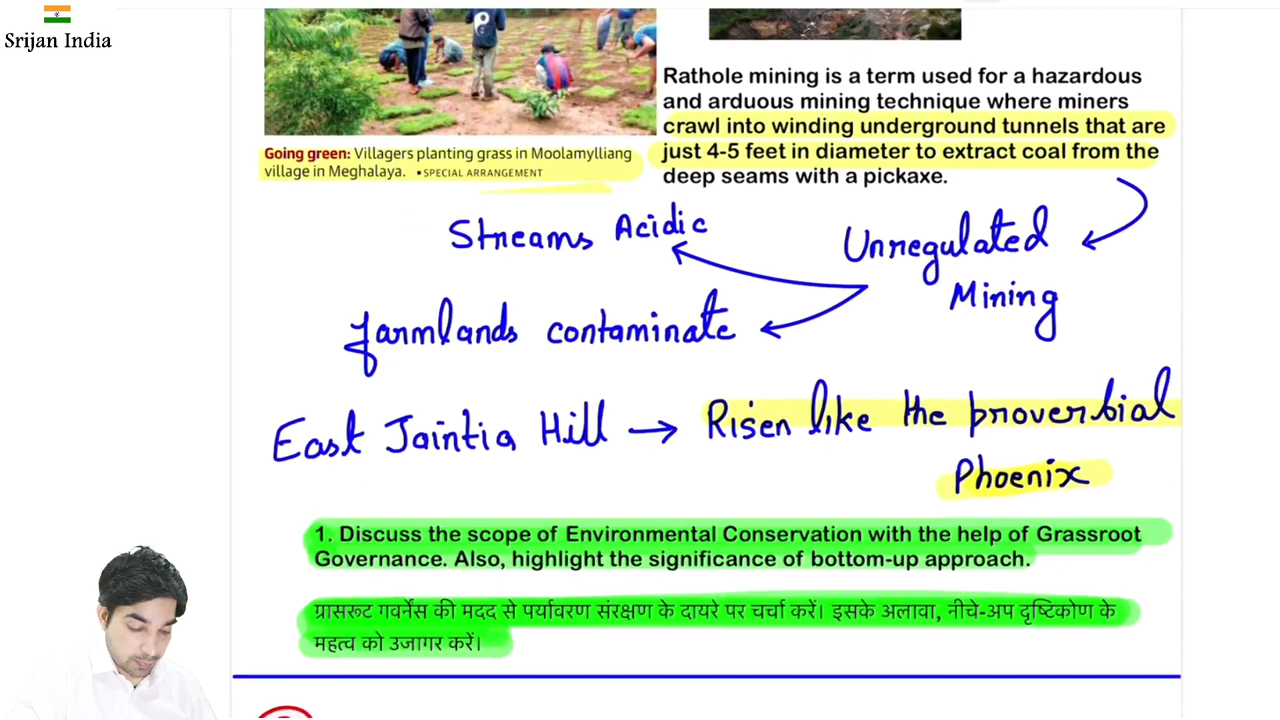 Srijan India
Going green: Villagers planting grass in Moolamylliang
village in Meghalaya. • SPECIAL ARRANGEMENT
Rathole mining is a term used for a hazardous
and arduous mining technique where miners
crawl into winding underground tunnels that are
just 4-5 feet in diameter to extract coal from the
deep seams with a pickaxe.
Streams Acidic
Unregulated
Mining
farmlands contaminate
East Jaintia Hill → Risen like the proverbial
Phoenix
1. Discuss the scope of Environmental Conservation with the help of Grassroot
Governance. Also, highlight the significance of bottom-up approach.
ग्रासरूट गवर्नेंस की मदद से पर्यावरण संरक्षण के दायरे पर चर्चा करें। इसके अलावा, नीचे-अप दृष्टिकोण के
महत्व को उजागर करें।